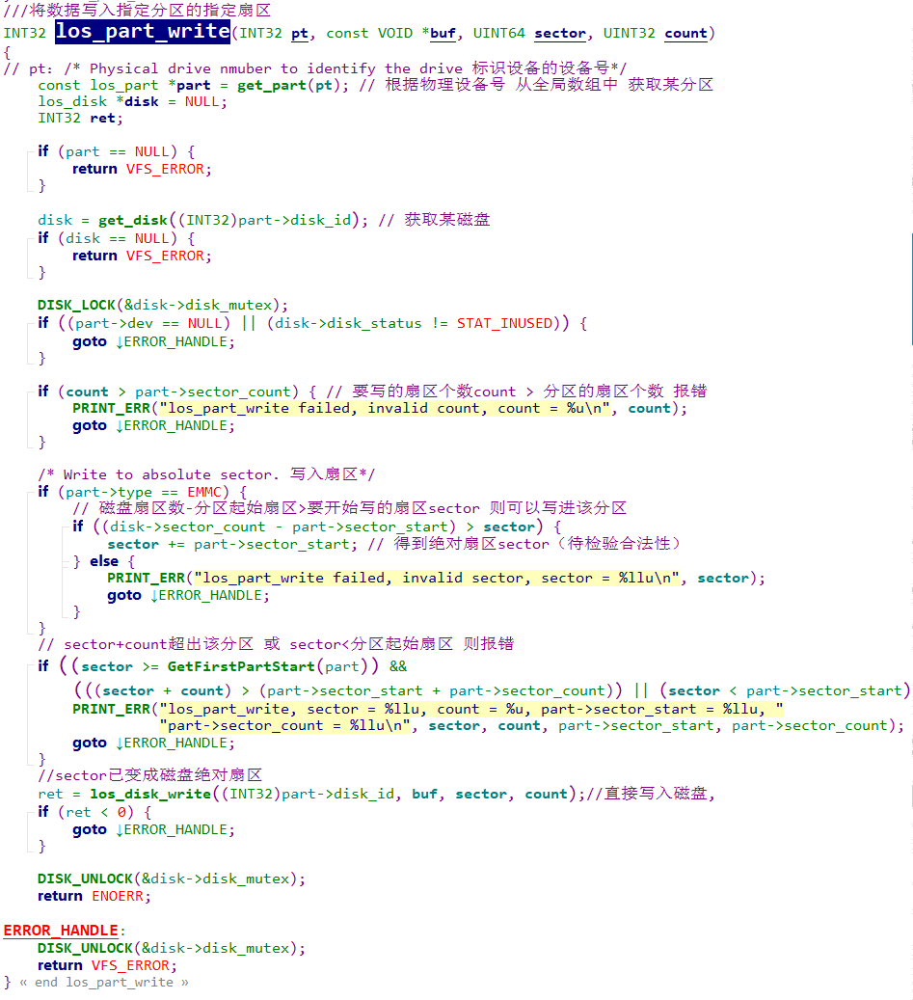 ///将数据写入指定分区的指定扇区
INT32 los_part_write(INT32 pt, const VOID *buf, UINT64 sector, UINT32 count)
{
// pt: /* Physical drive nmuber to identify the drive 标识设备的设备号*/
    const los_part *part = get_part(pt); // 根据物理设备号 从全局数组中 获取某分区
    los_disk *disk = NULL;
    INT32 ret;

    if (part == NULL) {
        return VFS_ERROR;
    }

    disk = get_disk((INT32)part->disk_id); // 获取某磁盘
    if (disk == NULL) {
        return VFS_ERROR;
    }

    DISK_LOCK(&disk->disk_mutex);
    if ((part->dev == NULL) || (disk->disk_status != STAT_INUSED)) {
        goto ↓ERROR_HANDLE;
    }

    if (count > part->sector_count) { // 要写的扇区个数count > 分区的扇区个数 报错
        PRINT_ERR("los_part_write failed, invalid count, count = %u\n", count);
        goto ↓ERROR_HANDLE;
    }

    /* Write to absolute sector. 写入扇区*/
    if (part->type == EMMC) {
        // 磁盘扇区数-分区起始扇区>要开始写的扇区sector 则可以写进该分区
        if ((disk->sector_count - part->sector_start) > sector) {
            sector += part->sector_start; // 得到绝对扇区sector（待检验合法性）
        } else {
            PRINT_ERR("los_part_write failed, invalid sector, sector = %llu\n", sector);
            goto ↓ERROR_HANDLE;
        }
    }
    // sector+count超出该分区 或 sector<分区起始扇区 则报错
    if ((sector >= GetFirstPartStart(part)) &&
        (((sector + count) > (part->sector_start + part->sector_count)) || (sector < part->sector_start)
        PRINT_ERR("los_part_write, sector = %llu, count = %u, part->sector_start = %llu, "
                  "part->sector_count = %llu\n", sector, count, part->sector_start, part->sector_count);
        goto ↓ERROR_HANDLE;
    }
    //sector已变成磁盘绝对扇区
    ret = los_disk_write((INT32)part->disk_id, buf, sector, count);//直接写入磁盘,
    if (ret < 0) {
        goto ↓ERROR_HANDLE;
    }

    DISK_UNLOCK(&disk->disk_mutex);
    return ENOERR;

ERROR_HANDLE:
    DISK_UNLOCK(&disk->disk_mutex);
    return VFS_ERROR;
} « end los_part_write »